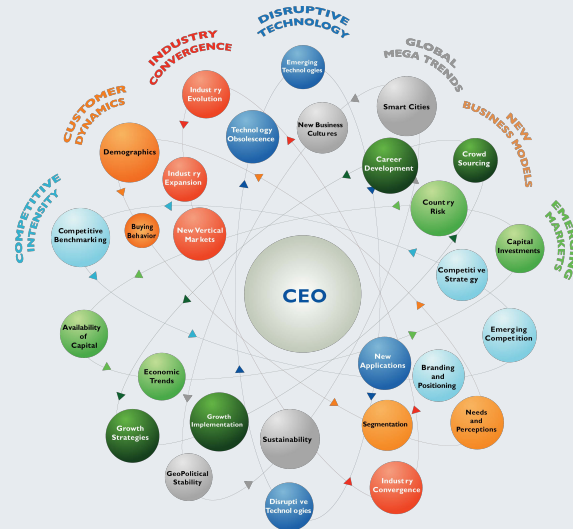 DISRUPTIVE
TECHNOLOGY
INDUSTRY
CONVERGENCE
GLOBAL
MEGA TRENDS
CUSTOMER
DYNAMICS
NEW
BUSINESS MODELS
COMPETITIVE
INTENSITY
EMERGING
MARKETS
Emerging
Technologies
Industry
Evolution
Smart Cities
Technology
Obsolescence
New Business
Cultures
Demographics
Career
Development
Crowd
Sourcing
Industry
Expansion
Country
Risk
Competitive
Benchmarking
Buying
Behavior
New Vertical
Markets
Capital
Investments
Competitive
Strategy
CEO
Availability
of
Capital
Emerging
Competition
New
Applications
Economic
Trends
Branding
and
Positioning
Growth
Strategies
Growth
Implementation
Sustainability
Segmentation
Needs
and
Perceptions
GeoPolitical
Stability
Industry
Convergence
Disruptive
Technologies